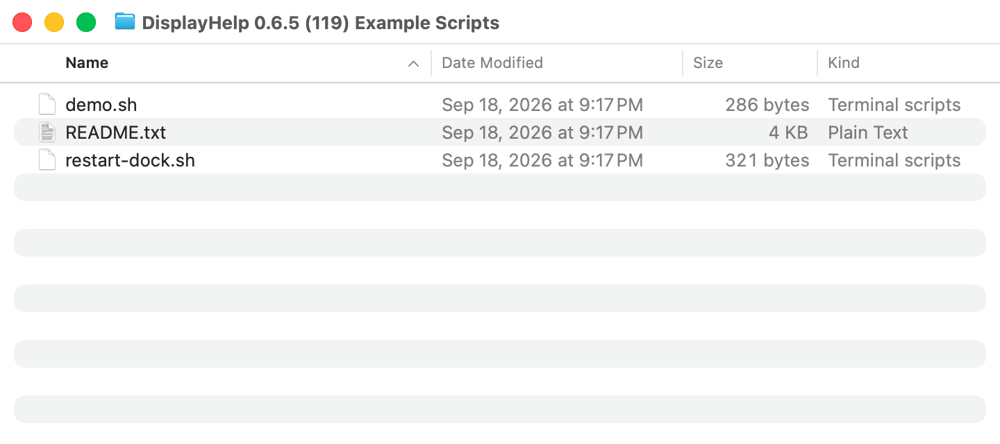 DisplayHelp 0.6.5 (119) Example Scripts
Name Date Modified Size Kind
demo.sh Sep 18, 2026 at 9:17 PM 286 bytes Terminal scripts
README.txt Sep 18, 2026 at 9:17 PM 4 KB Plain Text
restart-dock.sh Sep 18, 2026 at 9:17 PM 321 bytes Terminal scripts